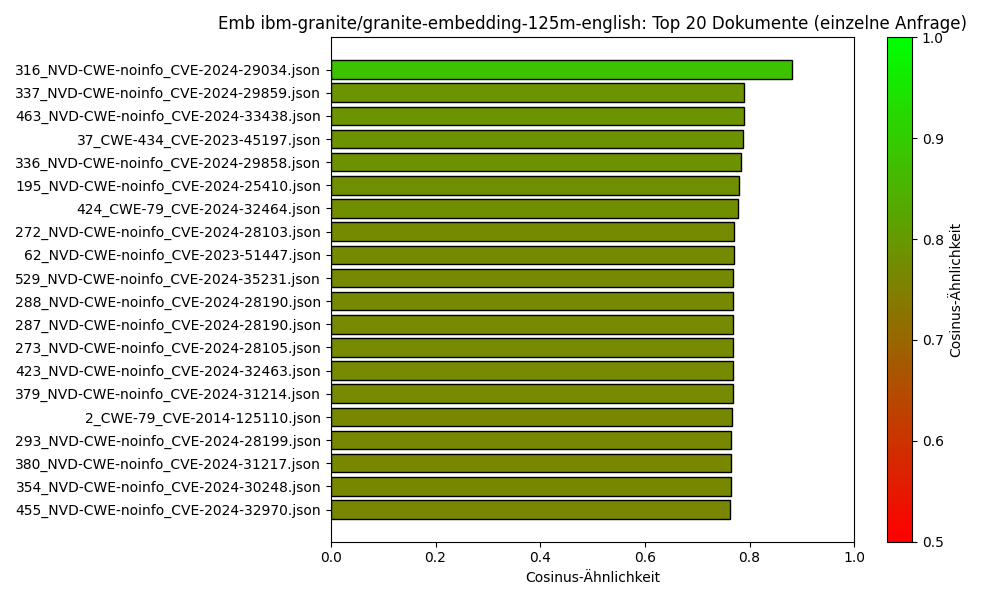 Emb ibm-granite/granite-embedding-125m-english: Top 20 Dokumente (einzelne Anfrage)
316_NVD-CWE-noinfo_CVE-2024-29034.json
337_NVD-CWE-noinfo_CVE-2024-29859.json
463_NVD-CWE-noinfo_CVE-2024-33438.json
37_CWE-434_CVE-2023-45197.json
336_NVD-CWE-noinfo_CVE-2024-29858.json
195_NVD-CWE-noinfo_CVE-2024-25410.json
424_CWE-79_CVE-2024-32464.json
272_NVD-CWE-noinfo_CVE-2024-28103.json
62_NVD-CWE-noinfo_CVE-2023-51447.json
529_NVD-CWE-noinfo_CVE-2024-35231.json
288_NVD-CWE-noinfo_CVE-2024-28190.json
287_NVD-CWE-noinfo_CVE-2024-28190.json
273_NVD-CWE-noinfo_CVE-2024-28105.json
423_NVD-CWE-noinfo_CVE-2024-32463.json
379_NVD-CWE-noinfo_CVE-2024-31214.json
2_CWE-79_CVE-2014-125110.json
293_NVD-CWE-noinfo_CVE-2024-28199.json
380_NVD-CWE-noinfo_CVE-2024-31217.json
354_NVD-CWE-noinfo_CVE-2024-30248.json
455_NVD-CWE-noinfo_CVE-2024-32970.json
0.0 0.2 0.4 0.6 0.8 1.0
Cosinus-Ähnlichkeit
1.0
0.9
0.8
0.7
0.6
0.5
Cosinus-Ähnlichkeit